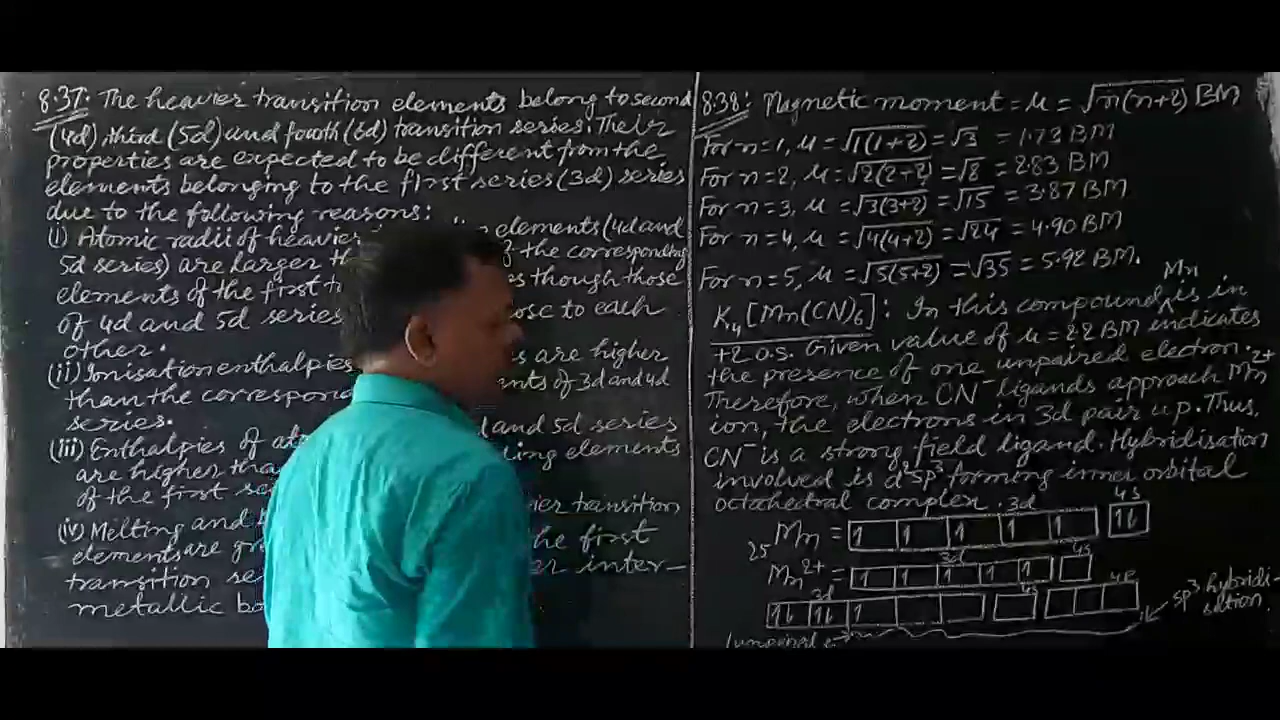 8.37. The heavier transition elements belong to second
(4d), third (5d) and fourth (6d) transition series. Their
properties are expected to be different from the
elements belonging to the first series (3d) series
due to the following reasons:
(i) Atomic radii of heavier elements (4d and
5d series) are larger of the corresponding
elements of the first though those
of 4d and 5d series close to each
other.
(ii) Ionisation enthalpies are higher
than the of 3d and 4d
series.
(iii) Enthalpies of and 5d series
are higher elements
of the first
(iv) Melting and transition
elements are the first
transition inter-
metallic
8.38: Magnetic moment = μ = √n(n+2) BM
For n=1, μ = √1(1+2) = √3 = 1.73 BM
For n=2, μ = √2(2+2) = √8 = 2.83 BM
For n=3, μ = √3(3+2) = √15 = 3.87 BM
For n=4, μ = √4(4+2) = √24 = 4.90 BM
For n=5, μ = √5(5+2) = √35 = 5.92 BM.
K₄[Mn(CN)₆]: In this compound, Mn is in
+2 O.S. Given value of μ = 2.2 BM indicates
the presence of one unpaired electron.
Therefore, when CN⁻ ligands approach Mn²⁺
ion, the electrons in 3d pair up. Thus,
CN⁻ is a strong field ligand. Hybridisation
involved is d²sp³ forming inner orbital
octahedral complex.
3d 4s
₂₅Mn = 1 1 1 1 1 1⇂
3d 4s
Mn²⁺ = 1 1 1 1 1
3d 4s 4p
1⇂ 1⇂ 1
sp³ hybridi-
sation.
1 unpaired e⁻